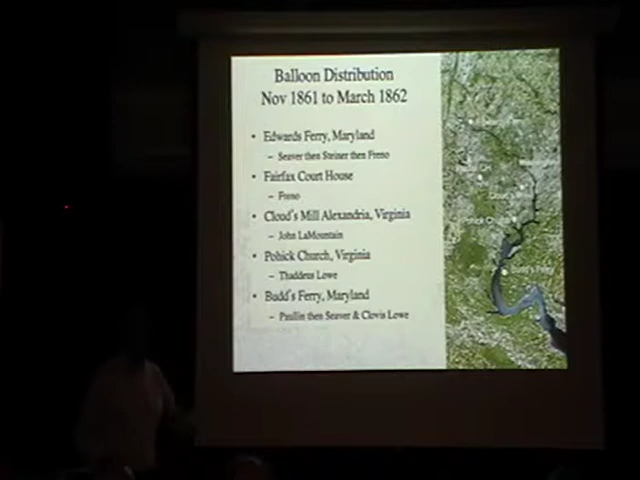 Balloon Distribution
Nov 1861 to March 1862
• Edwards Ferry, Maryland
– Seaver then Steiner then Freno
• Fairfax Court House
– Freno
• Cloud's Mill Alexandria, Virginia
– John LaMountain
• Pohick Church, Virginia
– Thaddeus Lowe
• Budd's Ferry, Maryland
– Paullin then Seaver & Clovis Lowe
Budd's Ferry